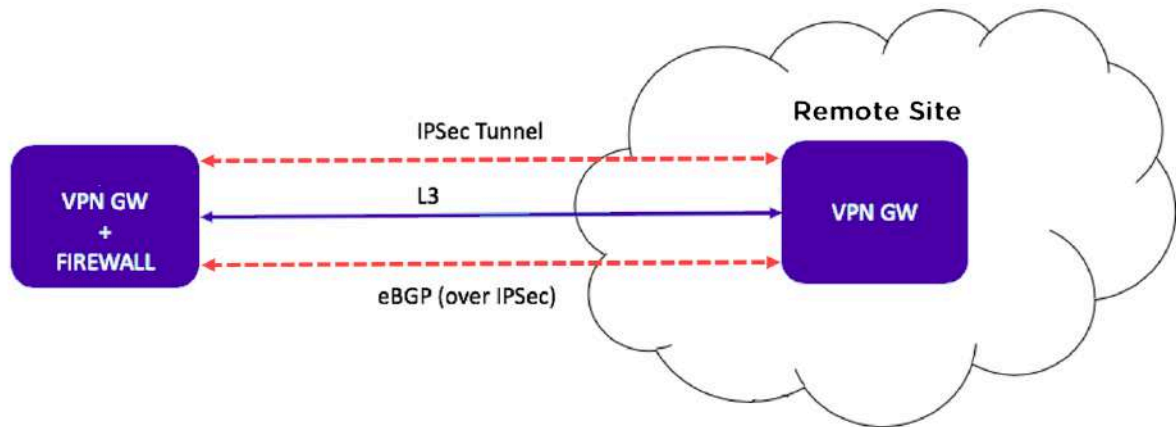 Remote Site
IPSec Tunnel
VPN GW
+
FIREWALL
L3
VPN GW
eBGP (over IPSec)